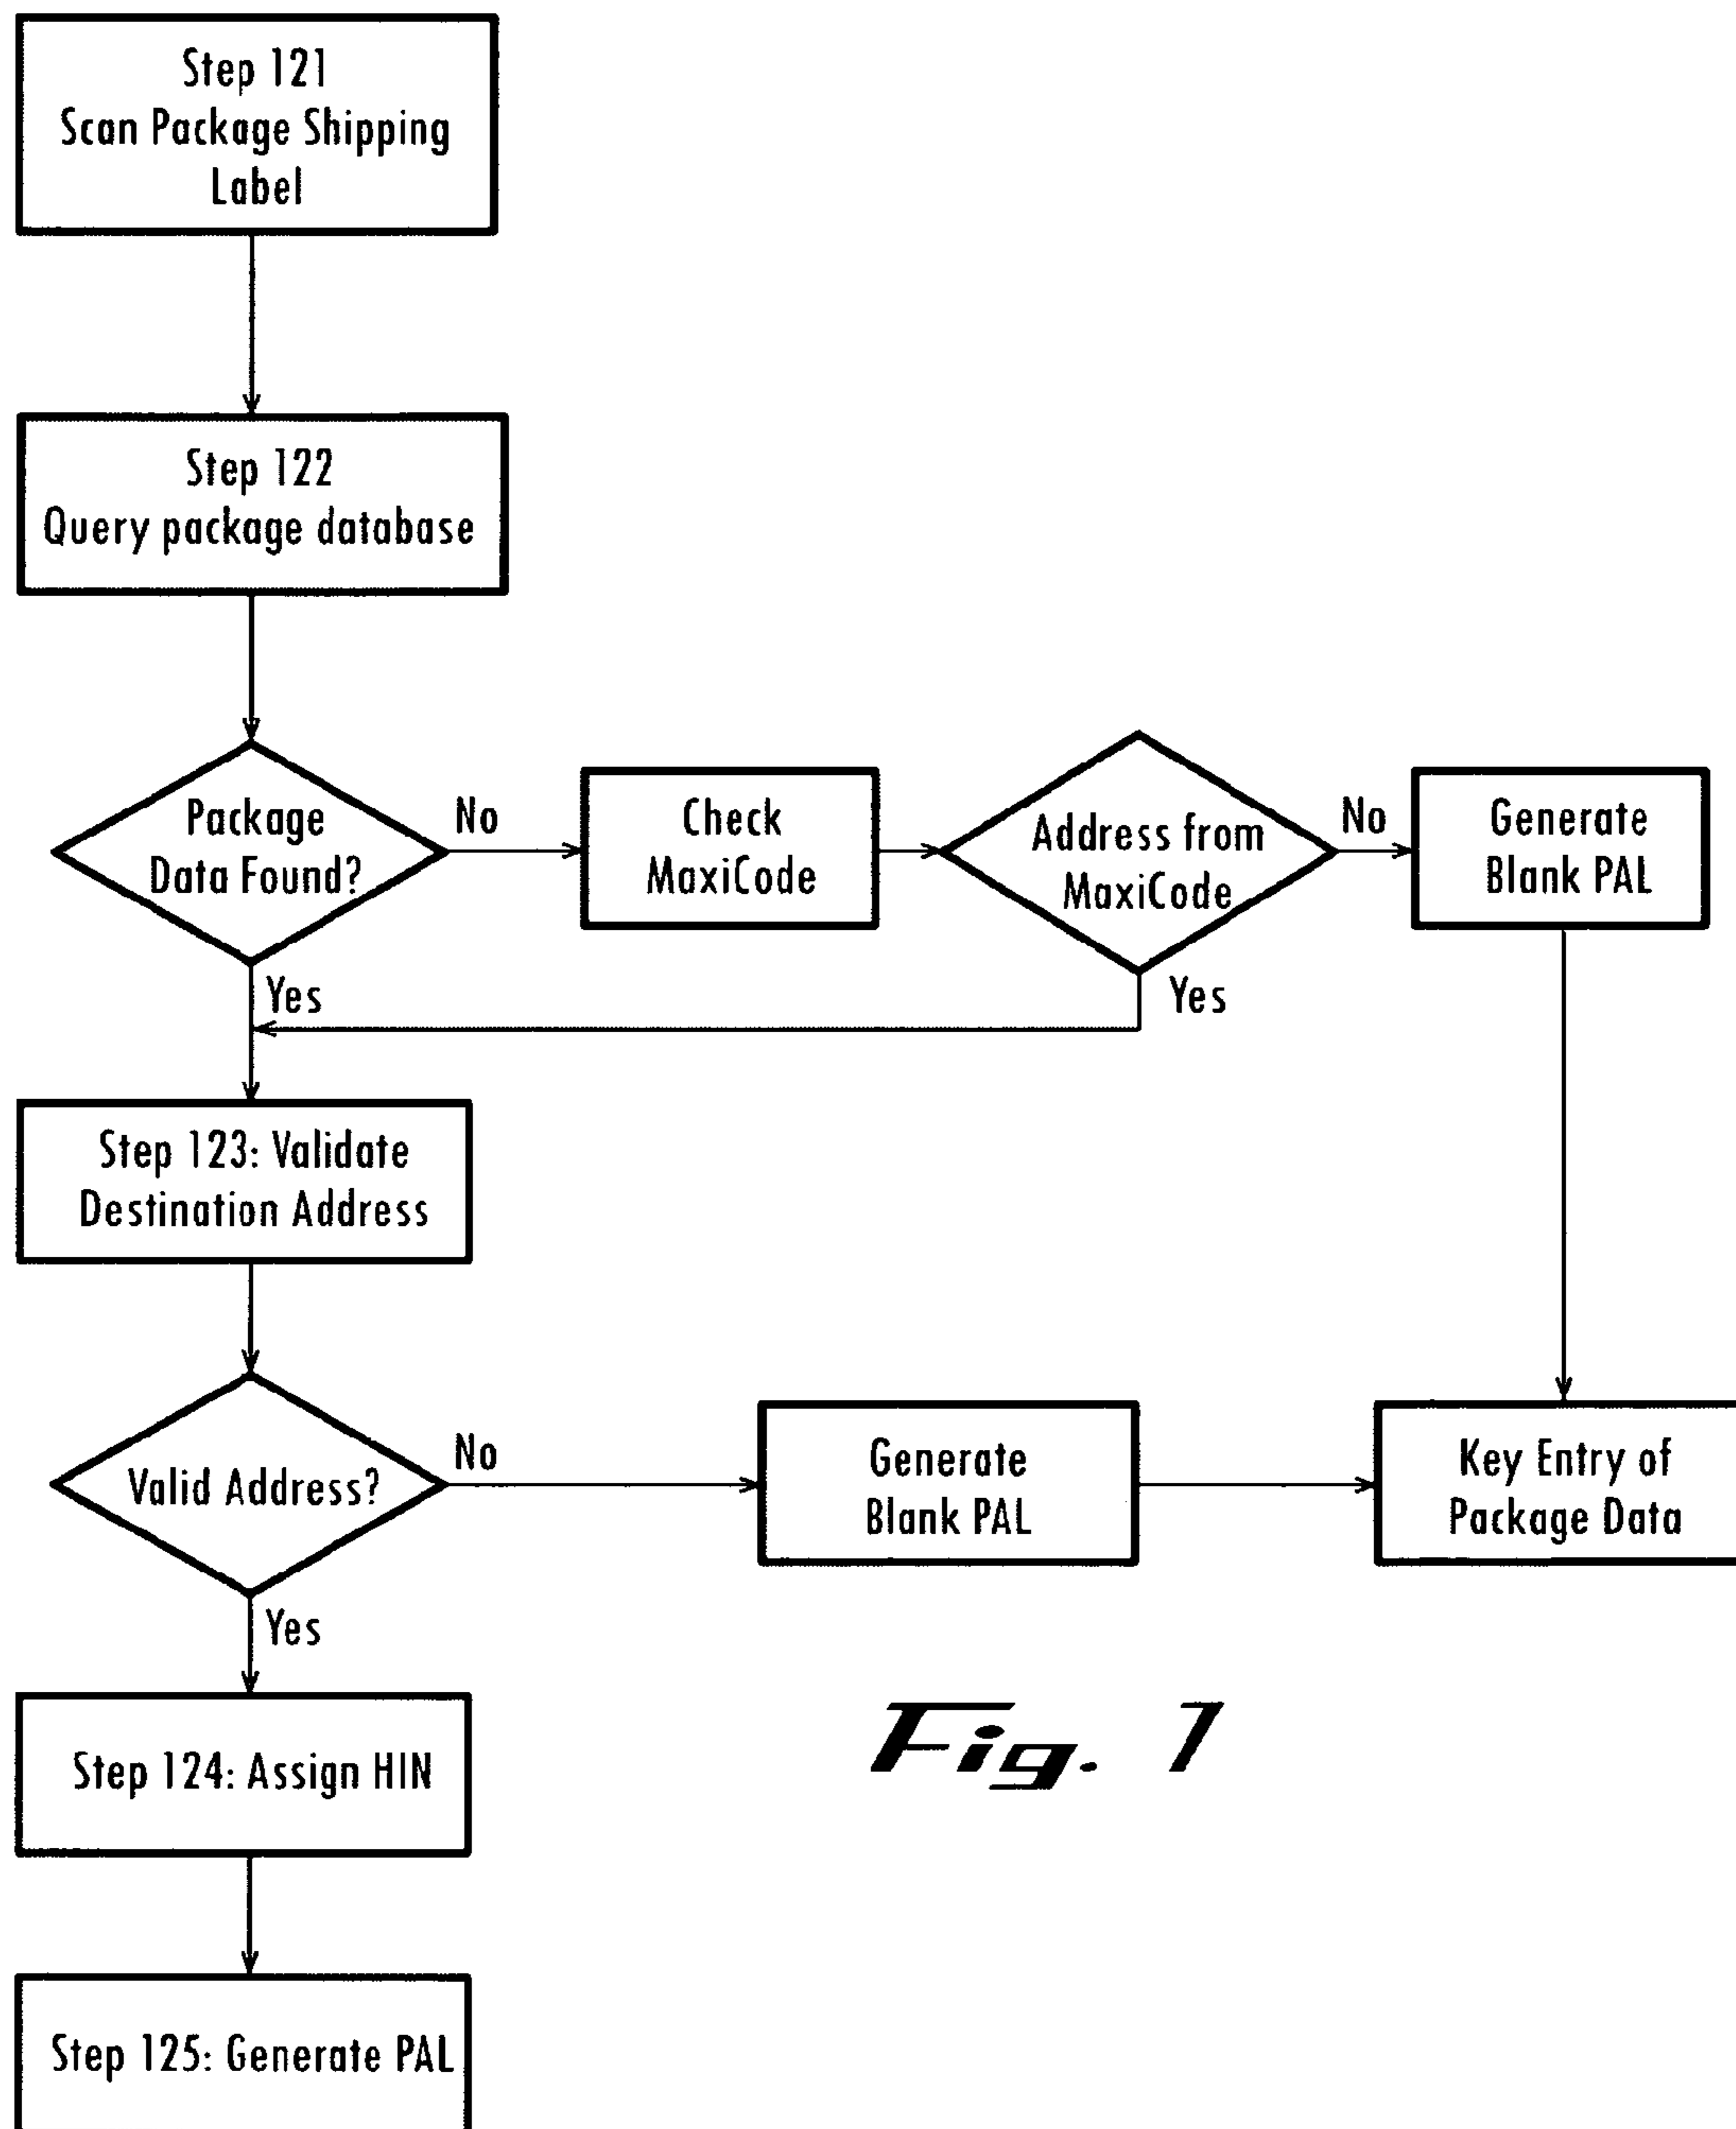 Step 121
Scan Package Shipping
Label
Step 122
Query package database
Package
Data Found?
No
Check
MaxiCode
Address from
MaxiCode
No
Generate
Blank PAL
Yes
Yes
Step 123: Validate
Destination Address
Valid Address?
No
Generate
Blank PAL
Key Entry of
Package Data
Yes
Step 124: Assign HIN
Step 125: Generate PAL
Fig. 7